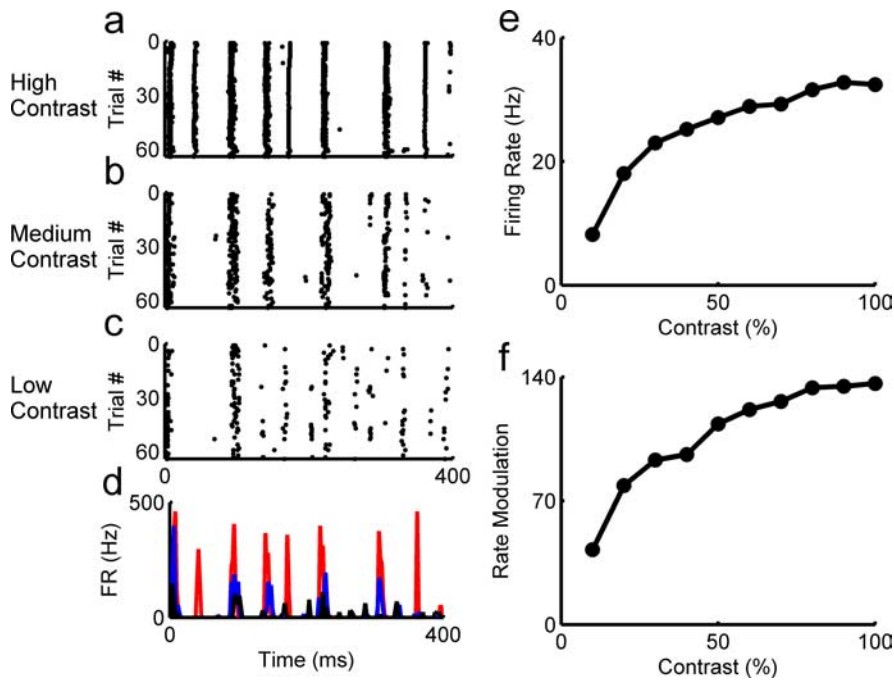 a
High
Contrast
Trial #
0
30
60
b
Medium
Contrast
Trial #
0
30
60
c
Low
Contrast
Trial #
0
30
60
0
400
d
FR (Hz)
500
0
0
400
Time (ms)
e
Firing Rate (Hz)
40
20
0
0
50
100
Contrast (%)
f
Rate Modulation
140
70
0
0
50
100
Contrast (%)